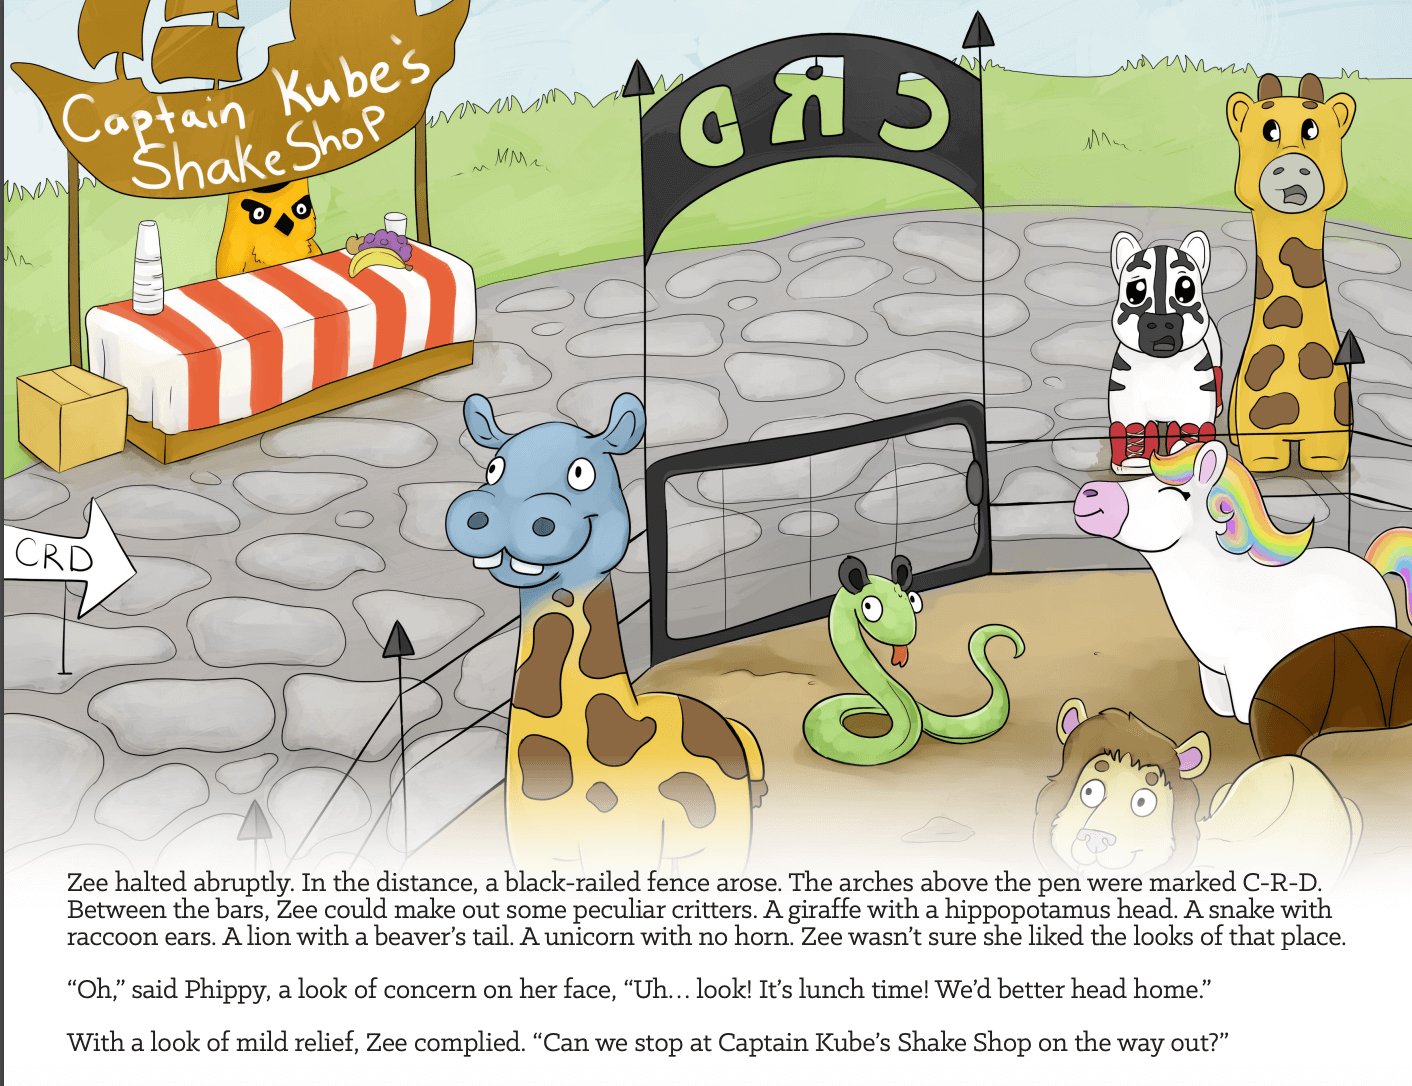 Captain Kube's
Shake Shop
CRD
CRD
Zee halted abruptly. In the distance, a black-railed fence arose. The arches above the pen were marked C-R-D.
Between the bars, Zee could make out some peculiar critters. A giraffe with a hippopotamus head. A snake with
raccoon ears. A lion with a beaver’s tail. A unicorn with no horn. Zee wasn’t sure she liked the looks of that place.
“Oh,” said Phippy, a look of concern on her face, “Uh… look! It’s lunch time! We’d better head home.”
With a look of mild relief, Zee complied. “Can we stop at Captain Kube’s Shake Shop on the way out?”